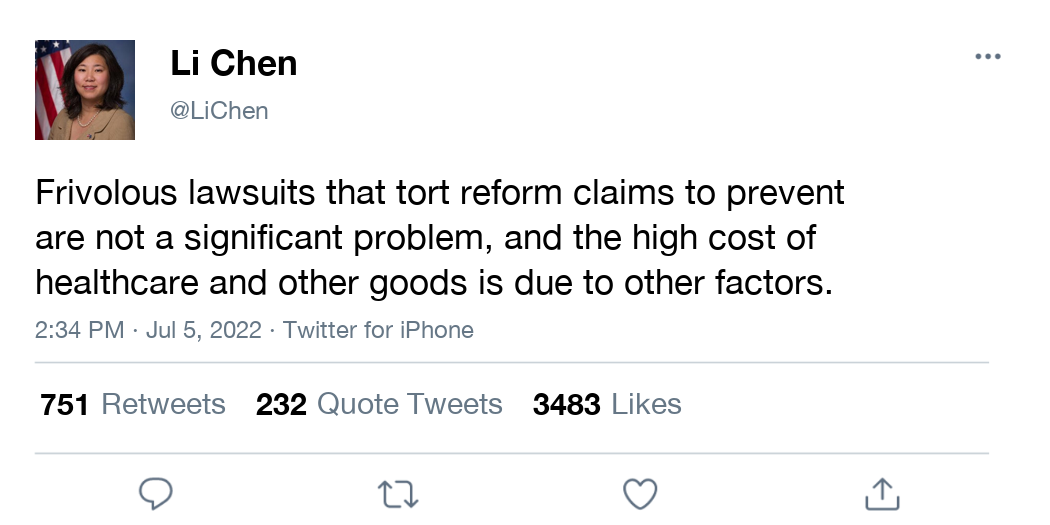 Li Chen
@LiChen
Frivolous lawsuits that tort reform claims to prevent
are not a significant problem, and the high cost of
healthcare and other goods is due to other factors.
2:34 PM · Jul 5, 2022 · Twitter for iPhone
751 Retweets 232 Quote Tweets 3483 Likes